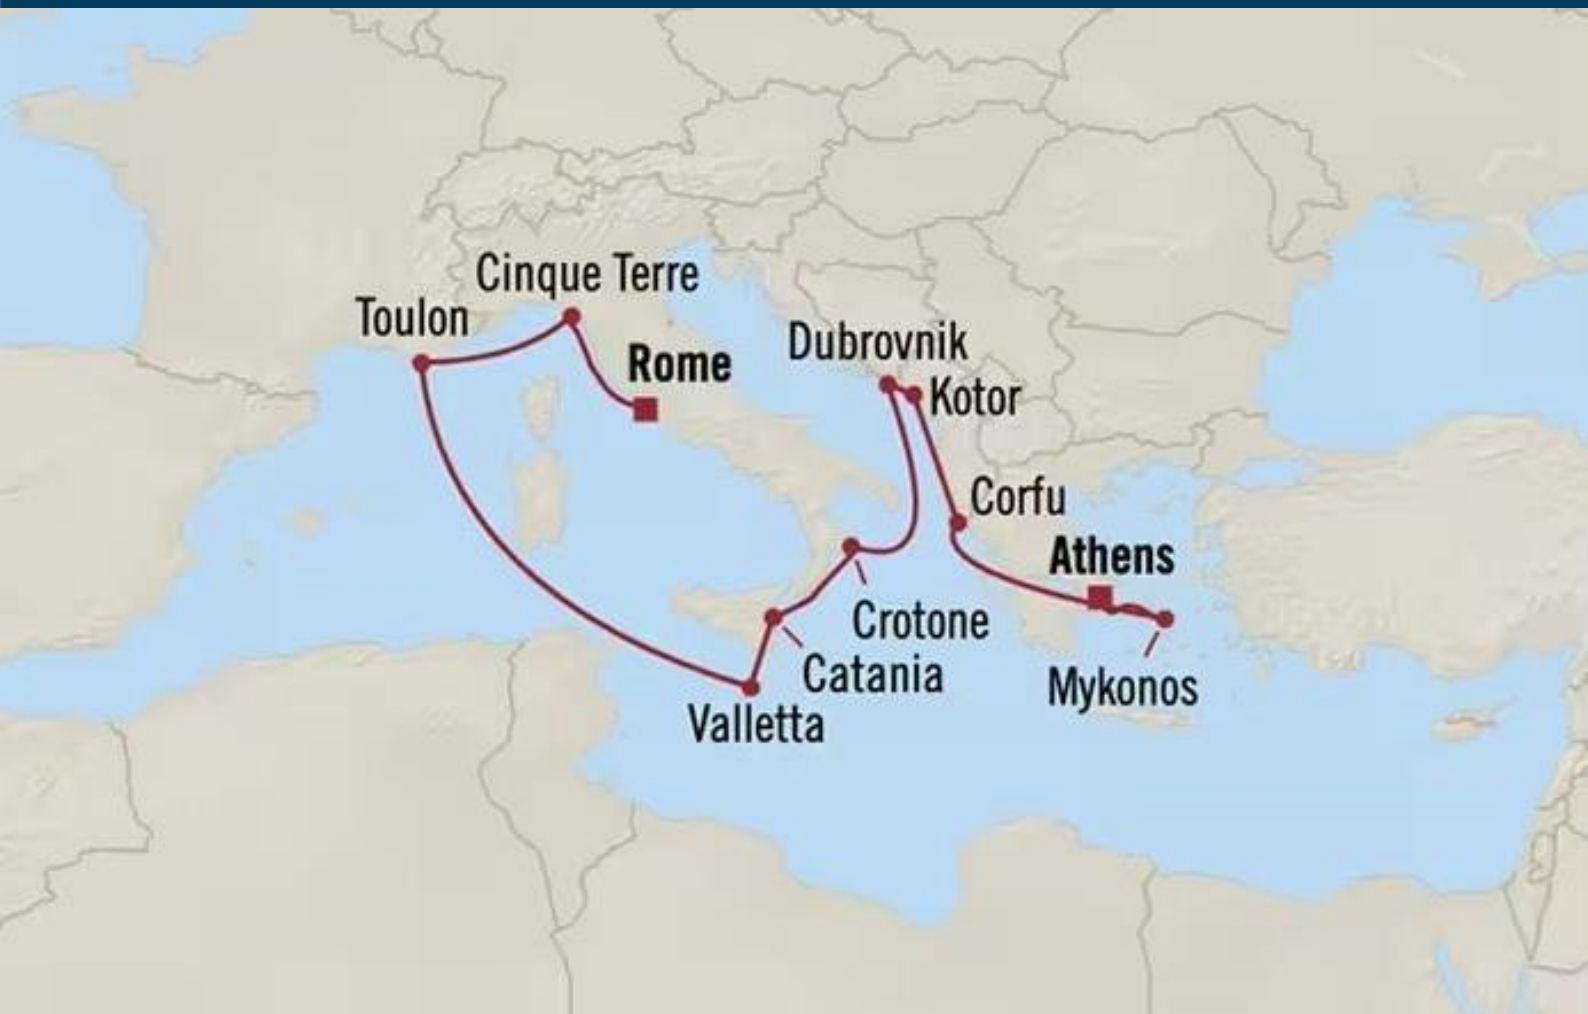 Cinque Terre
Toulon
Rome
Dubrovnik
Kotor
Corfu
Athens
Crotone
Catania
Mykonos
Valletta